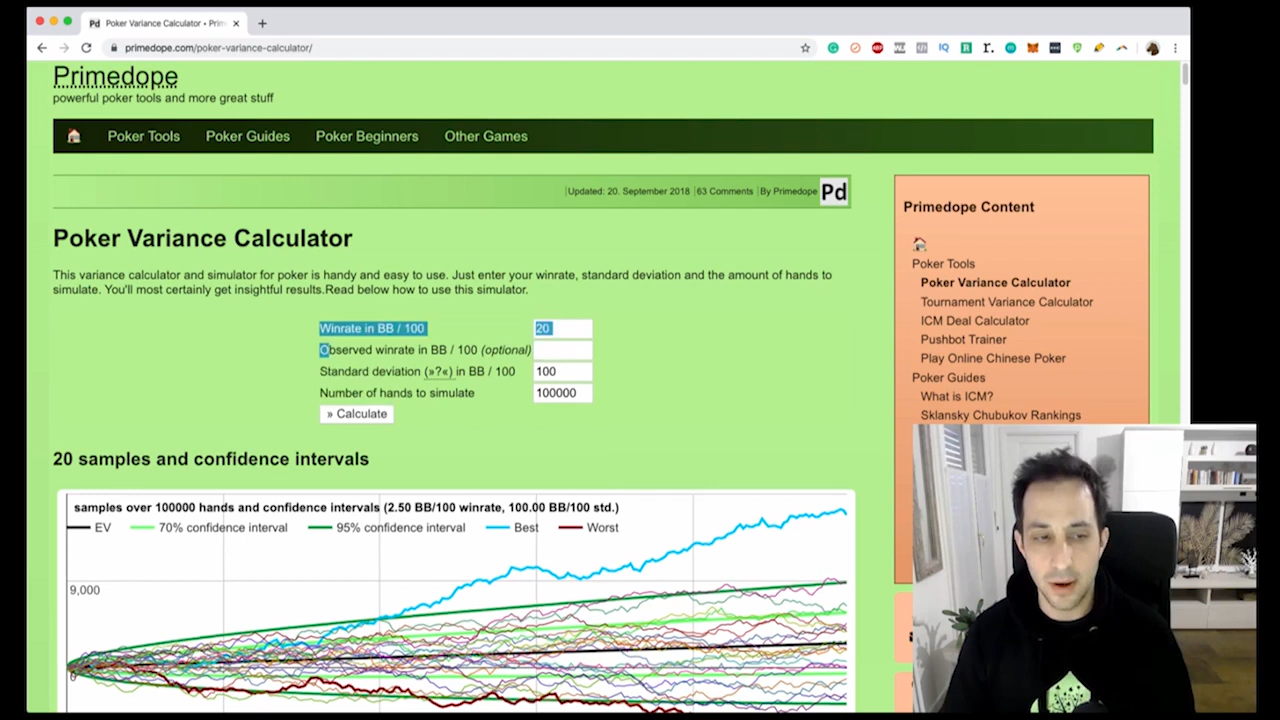 Pd Poker Variance Calculator • Prim
primedope.com/poker-variance-calculator/
Primedope
powerful poker tools and more great stuff
Poker Tools Poker Guides Poker Beginners Other Games
Updated: 20. September 2018 63 Comments By Primedope Pd
Poker Variance Calculator
This variance calculator and simulator for poker is handy and easy to use. Just enter your winrate, standard deviation and the amount of hands to
simulate. You'll most certainly get insightful results.Read below how to use this simulator.
Winrate in BB / 100 20
Observed winrate in BB / 100 (optional)
Standard deviation (»?«) in BB / 100 100
Number of hands to simulate 100000
» Calculate
20 samples and confidence intervals
samples over 100000 hands and confidence intervals (2.50 BB/100 winrate, 100.00 BB/100 std.)
EV 70% confidence interval 95% confidence interval Best Worst
9,000
0
Primedope Content
Poker Tools
Poker Variance Calculator
Tournament Variance Calculator
ICM Deal Calculator
Pushbot Trainer
Play Online Chinese Poker
Poker Guides
What is ICM?
Sklansky Chubukov Rankings